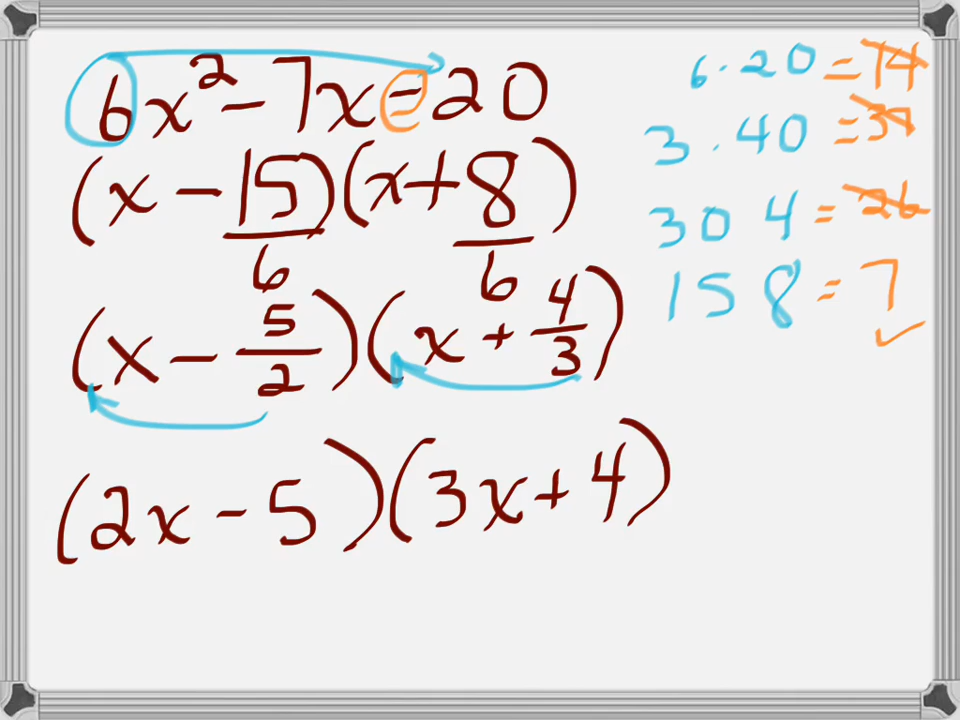 6x² - 7x = 20
(x - 15/6)(x + 8/6)
(x - 5/2)(x + 4/3)
(2x - 5)(3x + 4)
6 · 20 = 14
3 · 40 = 37
30 4 = 26
15 8 = 7 ✓